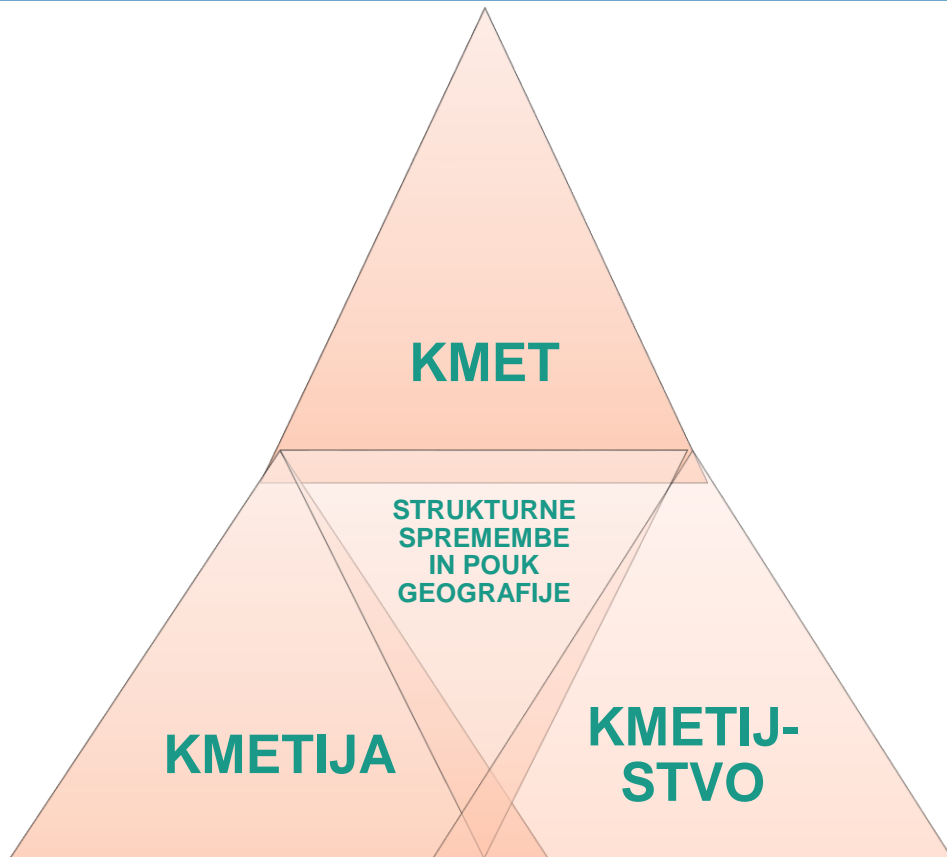 KMET
STRUKTURNE
SPREMEMBE
IN POUK
GEOGRAFIJE
KMETIJA
KMETIJ-
STVO